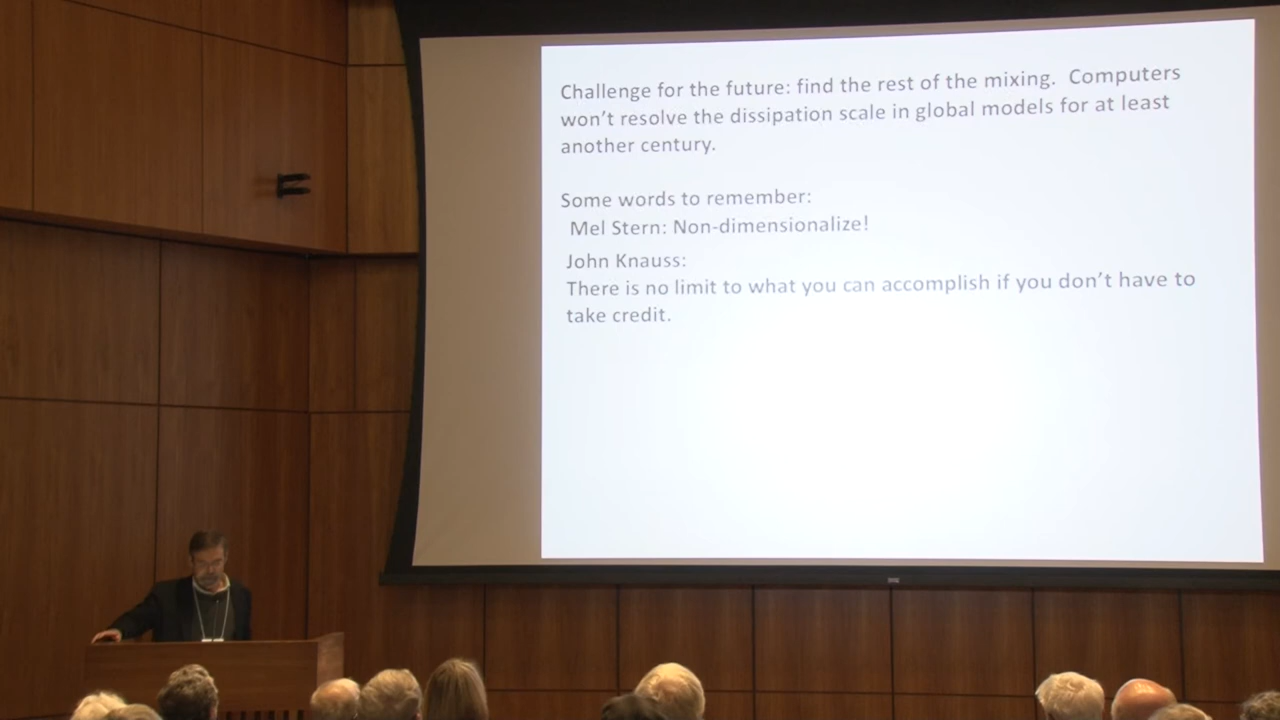 Challenge for the future: find the rest of the mixing. Computers
won't resolve the dissipation scale in global models for at least
another century.
Some words to remember:
Mel Stern: Non-dimensionalize!
John Knauss:
There is no limit to what you can accomplish if you don't have to
take credit.